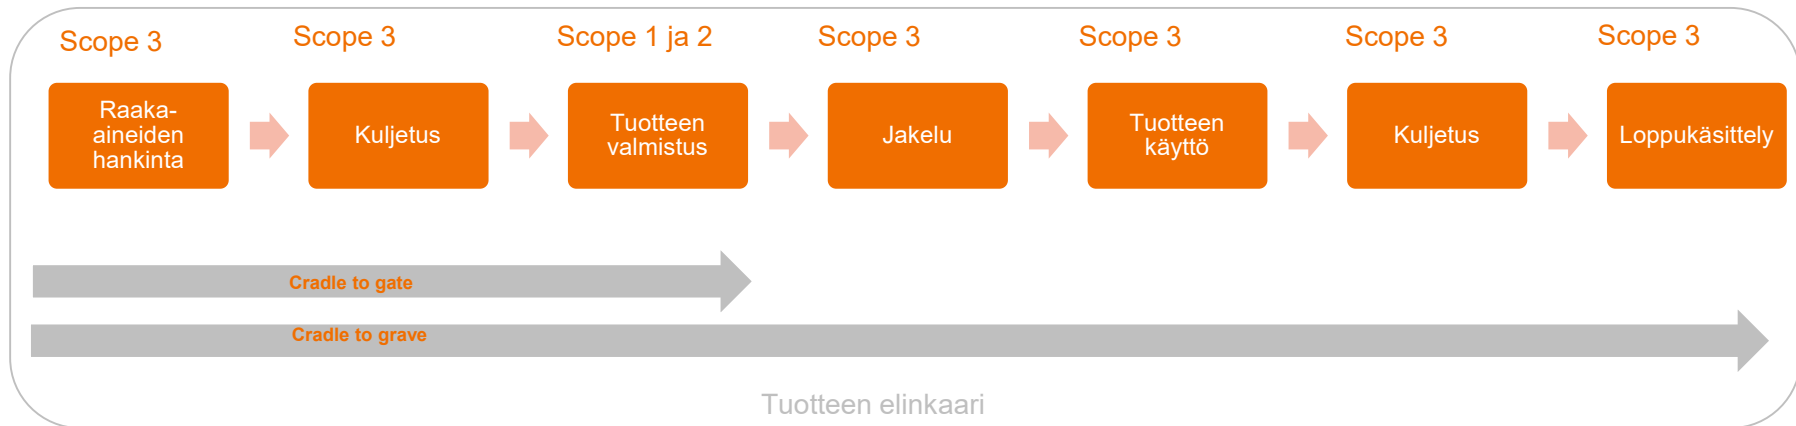 Scope 3
Scope 3
Scope 1 ja 2
Scope 3
Scope 3
Scope 3
Scope 3
Raaka-
aineiden
hankinta
Kuljetus
Tuotteen
valmistus
Jakelu
Tuotteen
käyttö
Kuljetus
Loppukäsittely
Cradle to gate
Cradle to grave
Tuotteen elinkaari